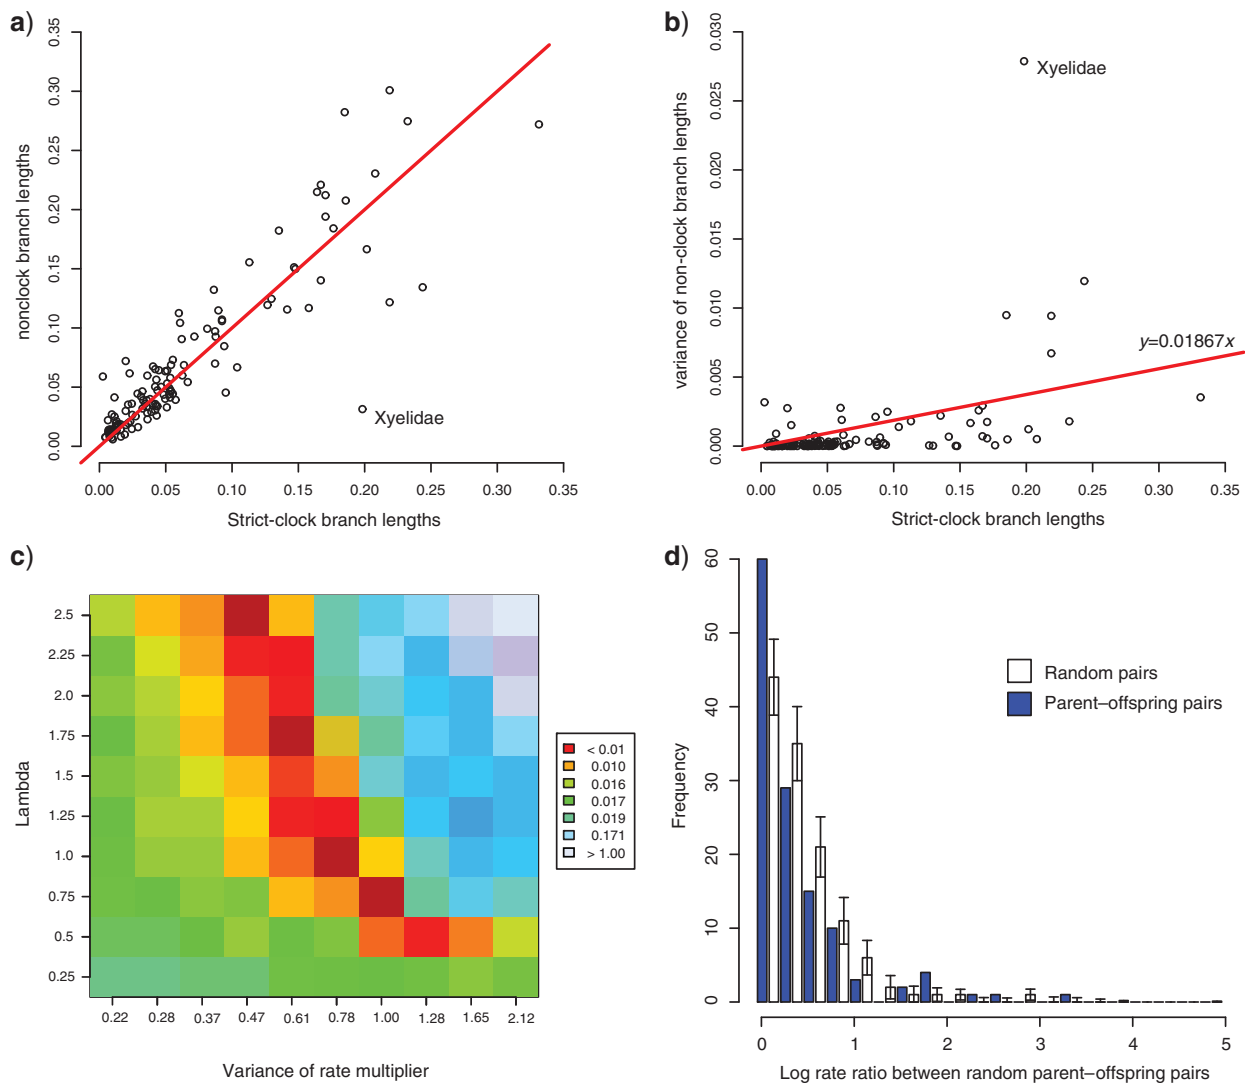 a)
nonclock branch lengths
0.35
0.30
0.25
0.20
0.15
0.10
0.05
0.00
Xyelidae
0.00 0.05 0.10 0.15 0.20 0.25 0.30 0.35
Strict-clock branch lengths
b)
variance of non-clock branch lengths
0.030
0.025
0.020
0.015
0.010
0.005
0.000
Xyelidae
y=0.01867x
0.00 0.05 0.10 0.15 0.20 0.25 0.30 0.35
Strict-clock branch lengths
c)
Lambda
2.5
2.25
2.0
1.75
1.5
1.25
1.0
0.75
0.5
0.25
0.22 0.28 0.37 0.47 0.61 0.78 1.00 1.28 1.65 2.12
Variance of rate multiplier
< 0.01
0.010
0.016
0.017
0.019
0.171
> 1.00
d)
Frequency
60
50
40
30
20
10
0
Random pairs
Parent–offspring pairs
0 1 2 3 4 5
Log rate ratio between random parent–offspring pairs